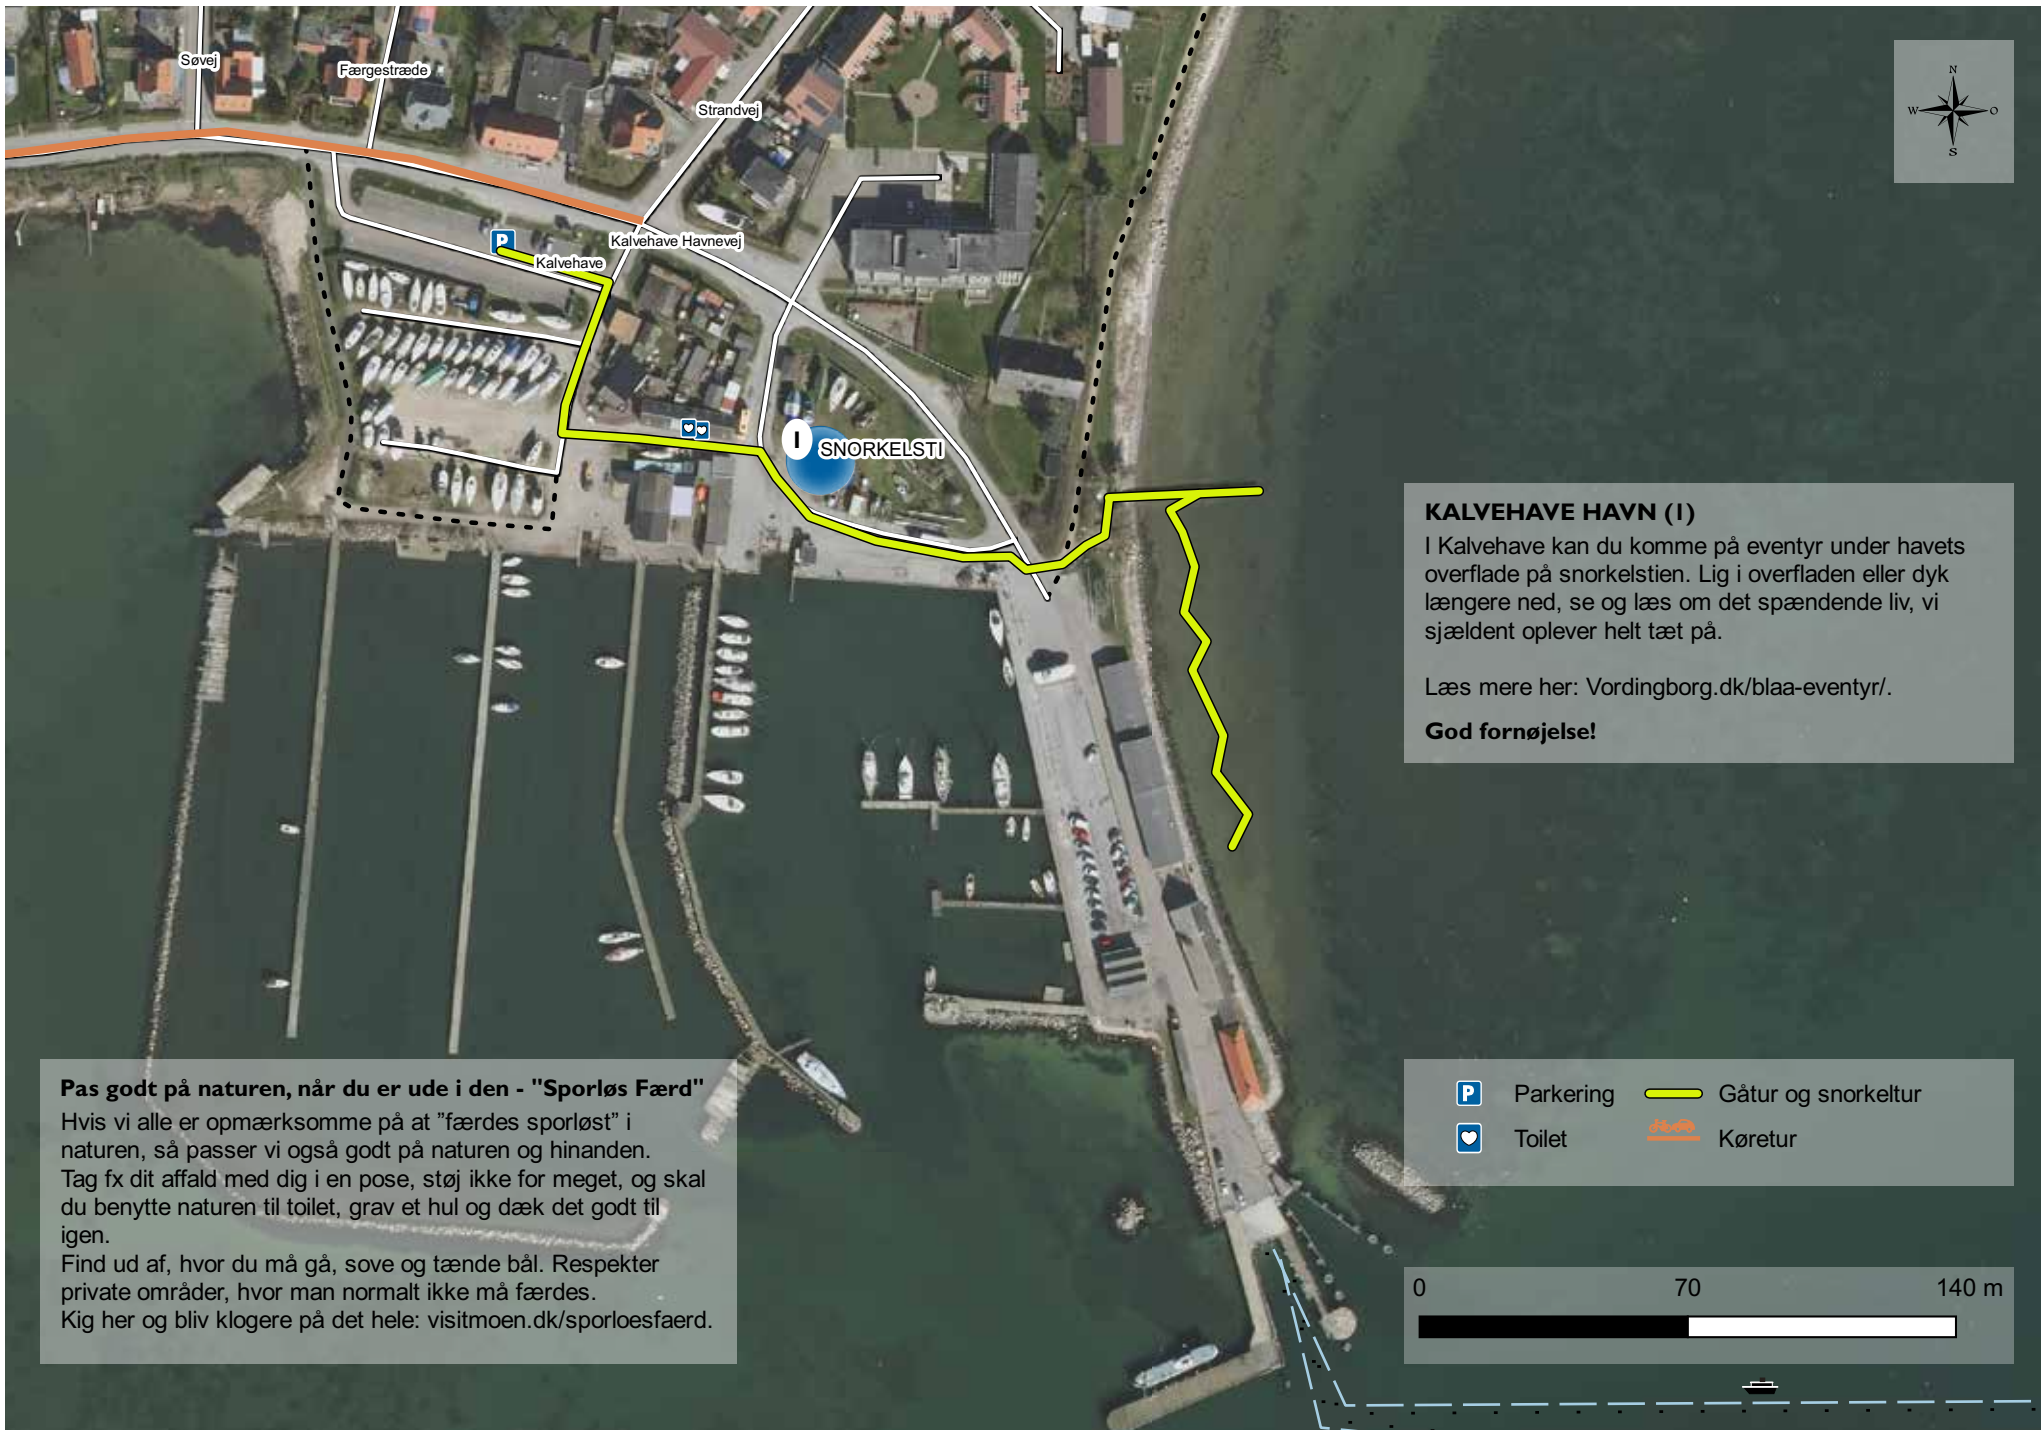 Søvej
Færgestræde
Strandvej
N
W
O
S
P
Kalvehave Havnevej
Kalvehave
I
SNORKELSTI
KALVEHAVE HAVN (I)
I Kalvehave kan du komme på eventyr under havets
overflade på snorkelstien. Lig i overfladen eller dyk
længere ned, se og læs om det spændende liv, vi
sjældent oplever helt tæt på.
Læs mere her: Vordingborg.dk/blaa-eventyr/.
God fornøjelse!
Pas godt på naturen, når du er ude i den - "Sporløs Færd"
Hvis vi alle er opmærksomme på at ”færdes sporløst” i
naturen, så passer vi også godt på naturen og hinanden.
Tag fx dit affald med dig i en pose, støj ikke for meget, og skal
du benytte naturen til toilet, grav et hul og dæk det godt til
igen.
Find ud af, hvor du må gå, sove og tænde bål. Respekter
private områder, hvor man normalt ikke må færdes.
Kig her og bliv klogere på det hele: visitmoen.dk/sporloesfaerd.
P Parkering Gåtur og snorkeltur
Toilet Køretur
0 70 140 m